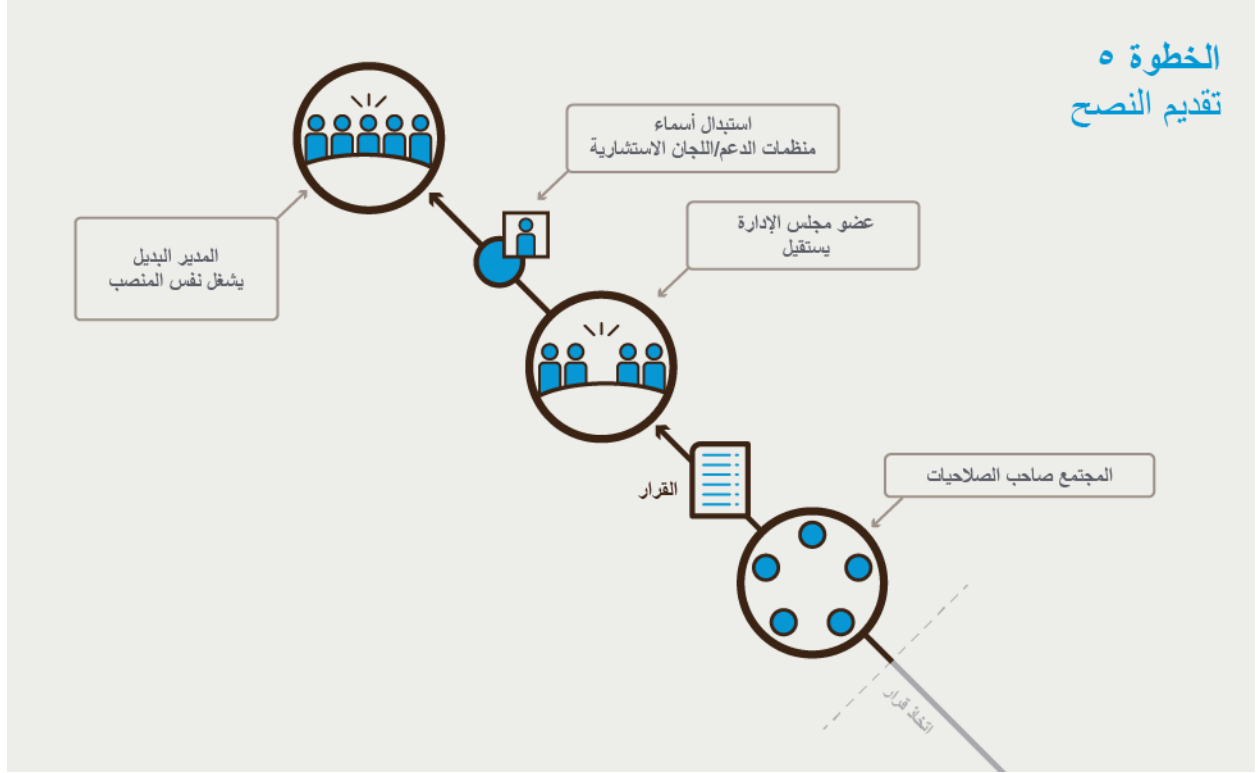 الخطوة ٥
تقديم النصح
استبدال أسماء
منظمات الدعم/اللجان الاستشارية
عضو مجلس الإدارة
يستقيل
المدير البديل
يشغل نفس المنصب
المجتمع صاحب الصلاحيات
القرار
اتخاذ قرار